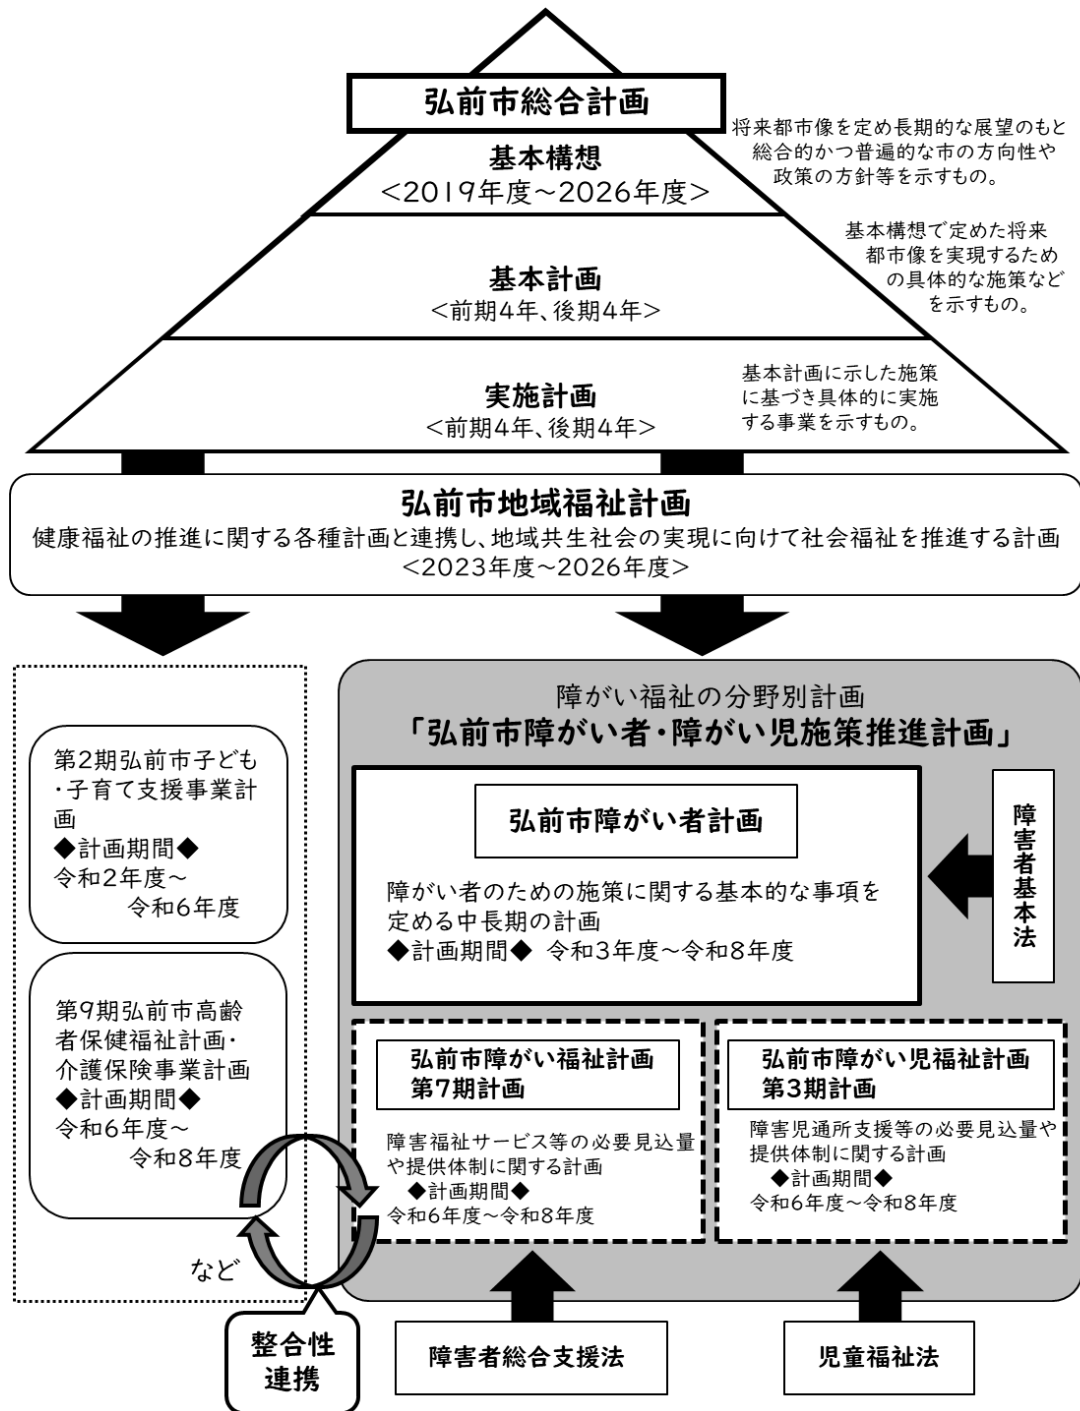 弘前市総合計画
将来都市像を定め長期的な展望のもと
総合的かつ普遍的な市の方向性や
政策の方針等を示すもの。
基本構想
<2019年度～2026年度>
基本構想で定めた将来
都市像を実現するため
の具体的な施策など
を示すもの。
基本計画
<前期4年、後期4年>
基本計画に示した施策
に基づき具体的に実施
する事業を示すもの。
実施計画
<前期4年、後期4年>
弘前市地域福祉計画
健康福祉の推進に関する各種計画と連携し、地域共生社会の実現に向けて社会福祉を推進する計画
<2023年度～2026年度>
第2期弘前市子ども
・子育て支援事業計
画
◆計画期間◆
令和2年度～
令和6年度
第9期弘前市高齢
者保健福祉計画・
介護保険事業計画
◆計画期間◆
令和6年度～
令和8年度
など
障がい福祉の分野別計画
「弘前市障がい者・障がい児施策推進計画」
弘前市障がい者計画
障がい者のための施策に関する基本的な事項を
定める中長期の計画
◆計画期間◆ 令和3年度～令和8年度
障害者基本法
弘前市障がい福祉計画
第7期計画
障害福祉サービス等の必要見込量
や提供体制に関する計画
◆計画期間◆
令和6年度～令和8年度
弘前市障がい児福祉計画
第3期計画
障害児通所支援等の必要見込量や
提供体制に関する計画
◆計画期間◆
令和6年度～令和8年度
整合性
連携
障害者総合支援法
児童福祉法